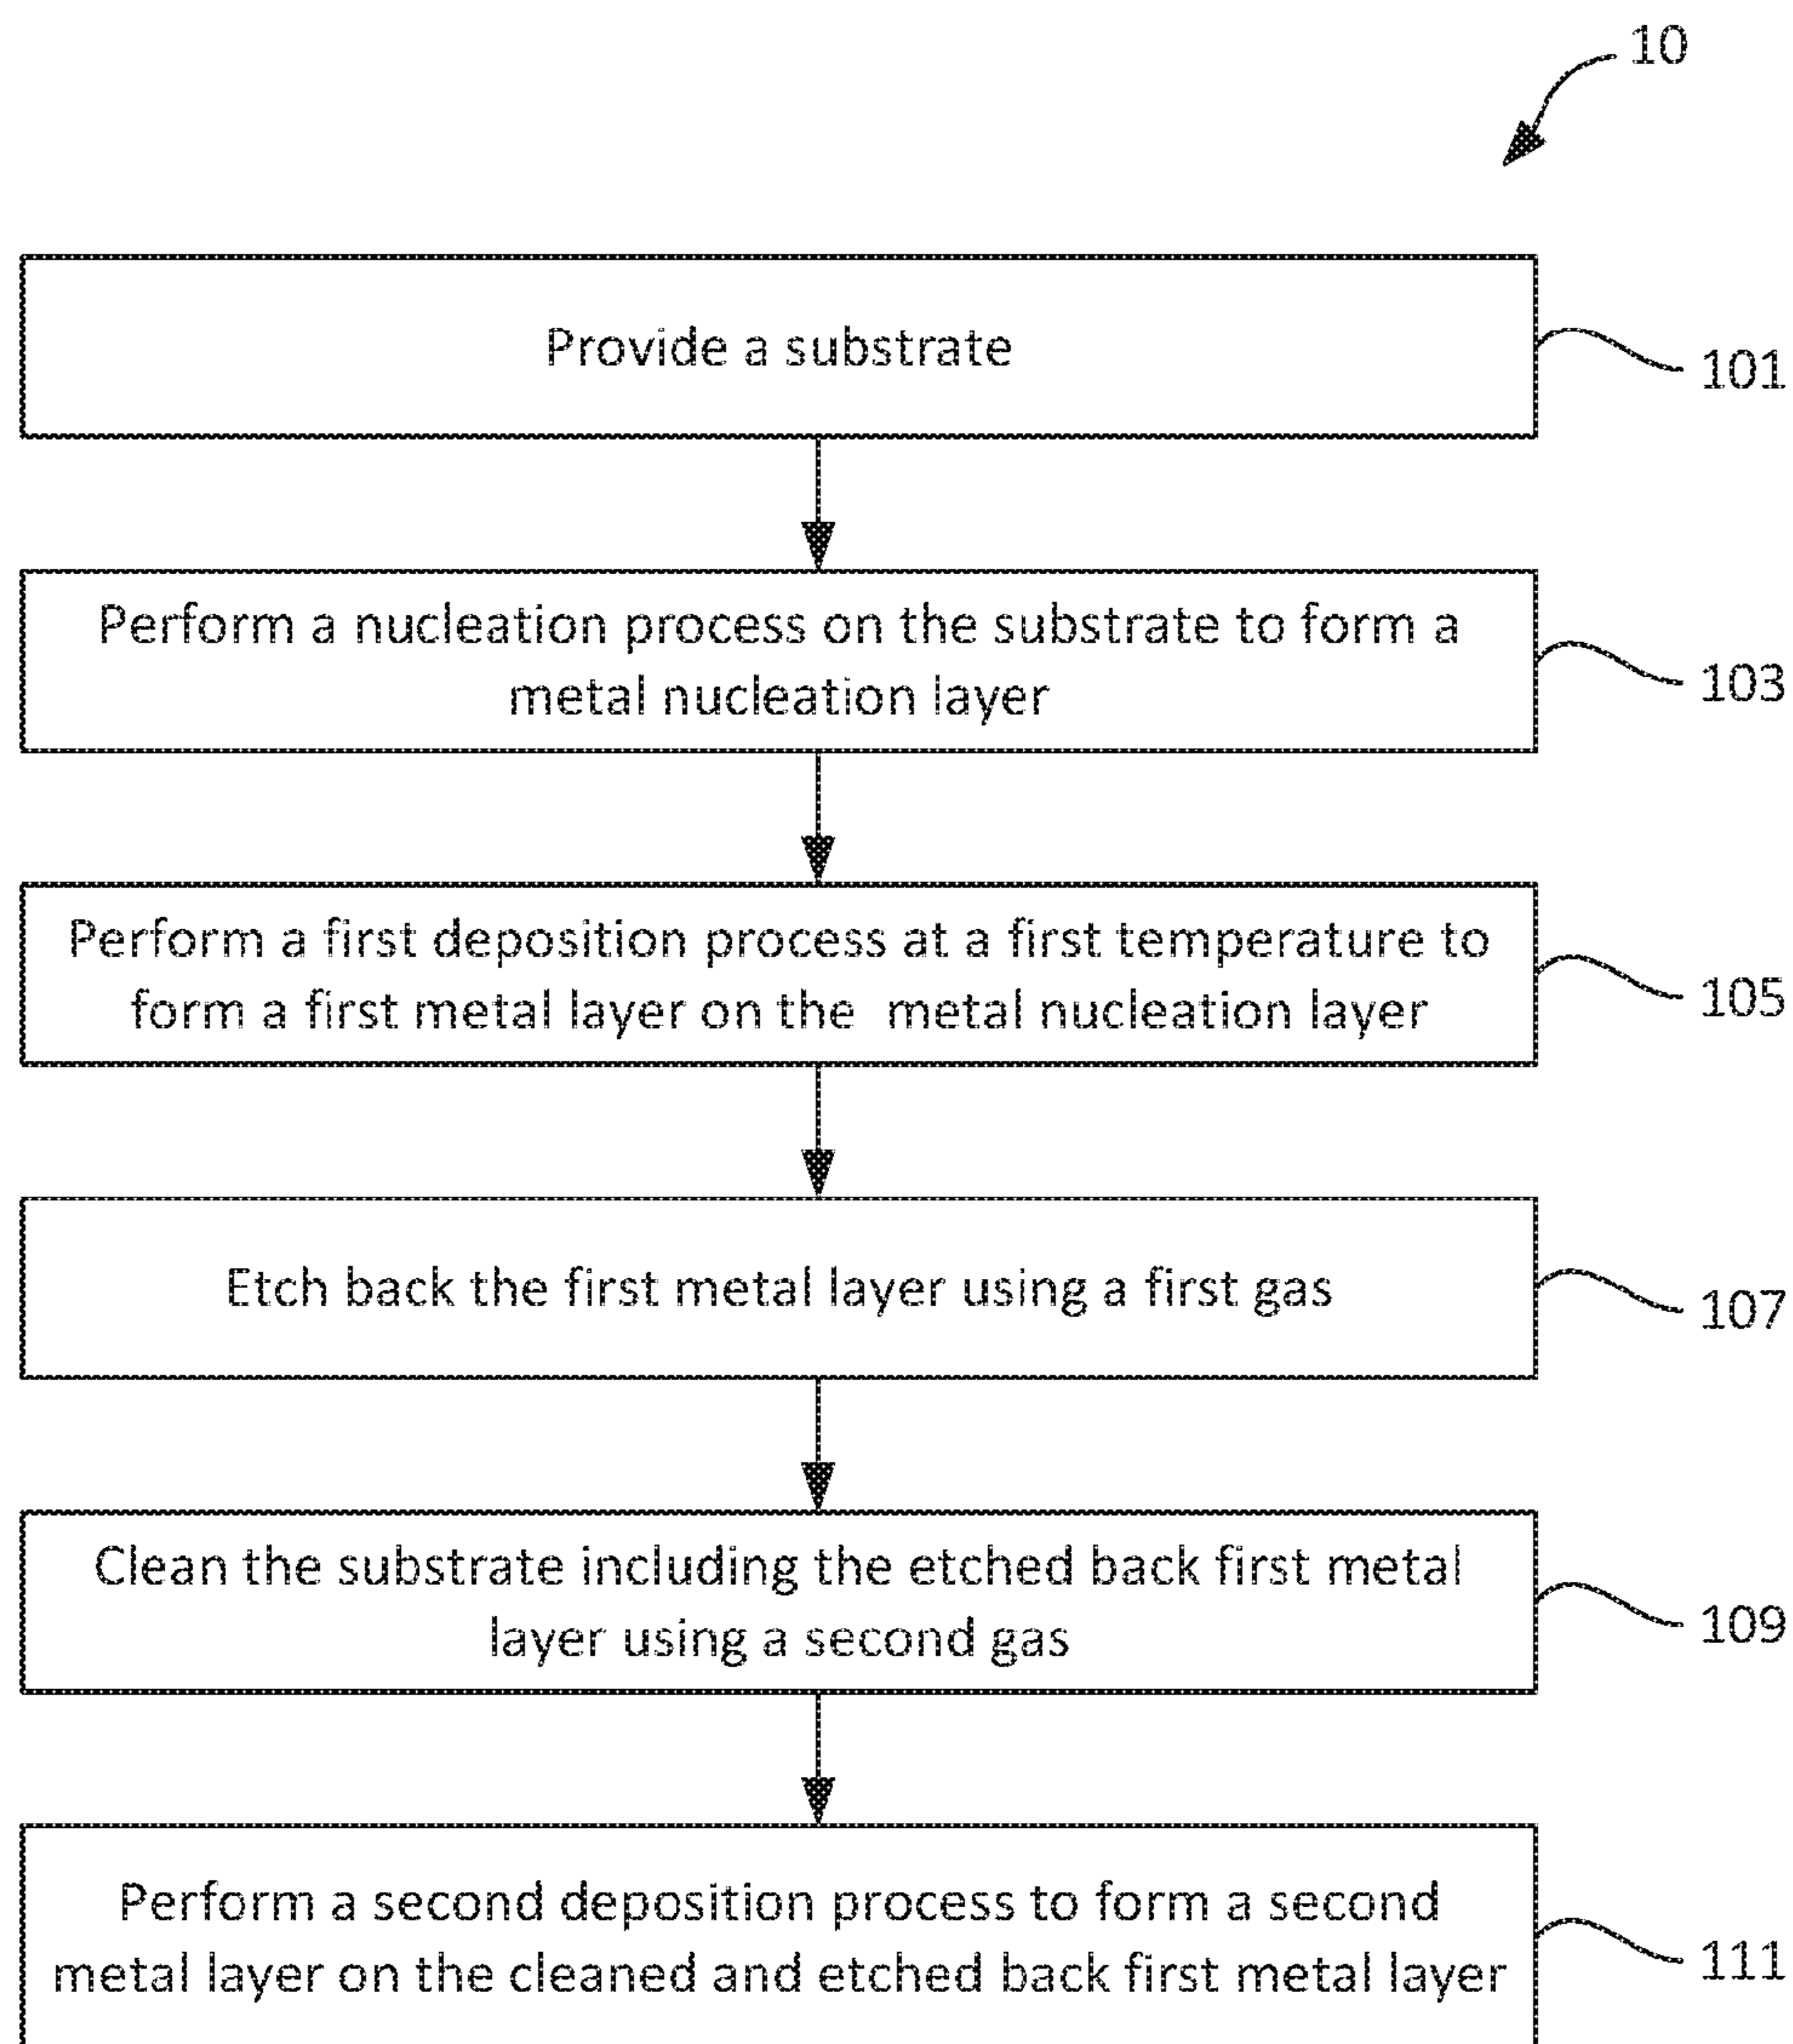 10
Provide a substrate
101
Perform a nucleation process on the substrate to form a
metal nucleation layer
103
Perform a first deposition process at a first temperature to
form a first metal layer on the metal nucleation layer
105
Etch back the first metal layer using a first gas
107
Clean the substrate including the etched back first metal
layer using a second gas
109
Perform a second deposition process to form a second
metal layer on the cleaned and etched back first metal layer
111